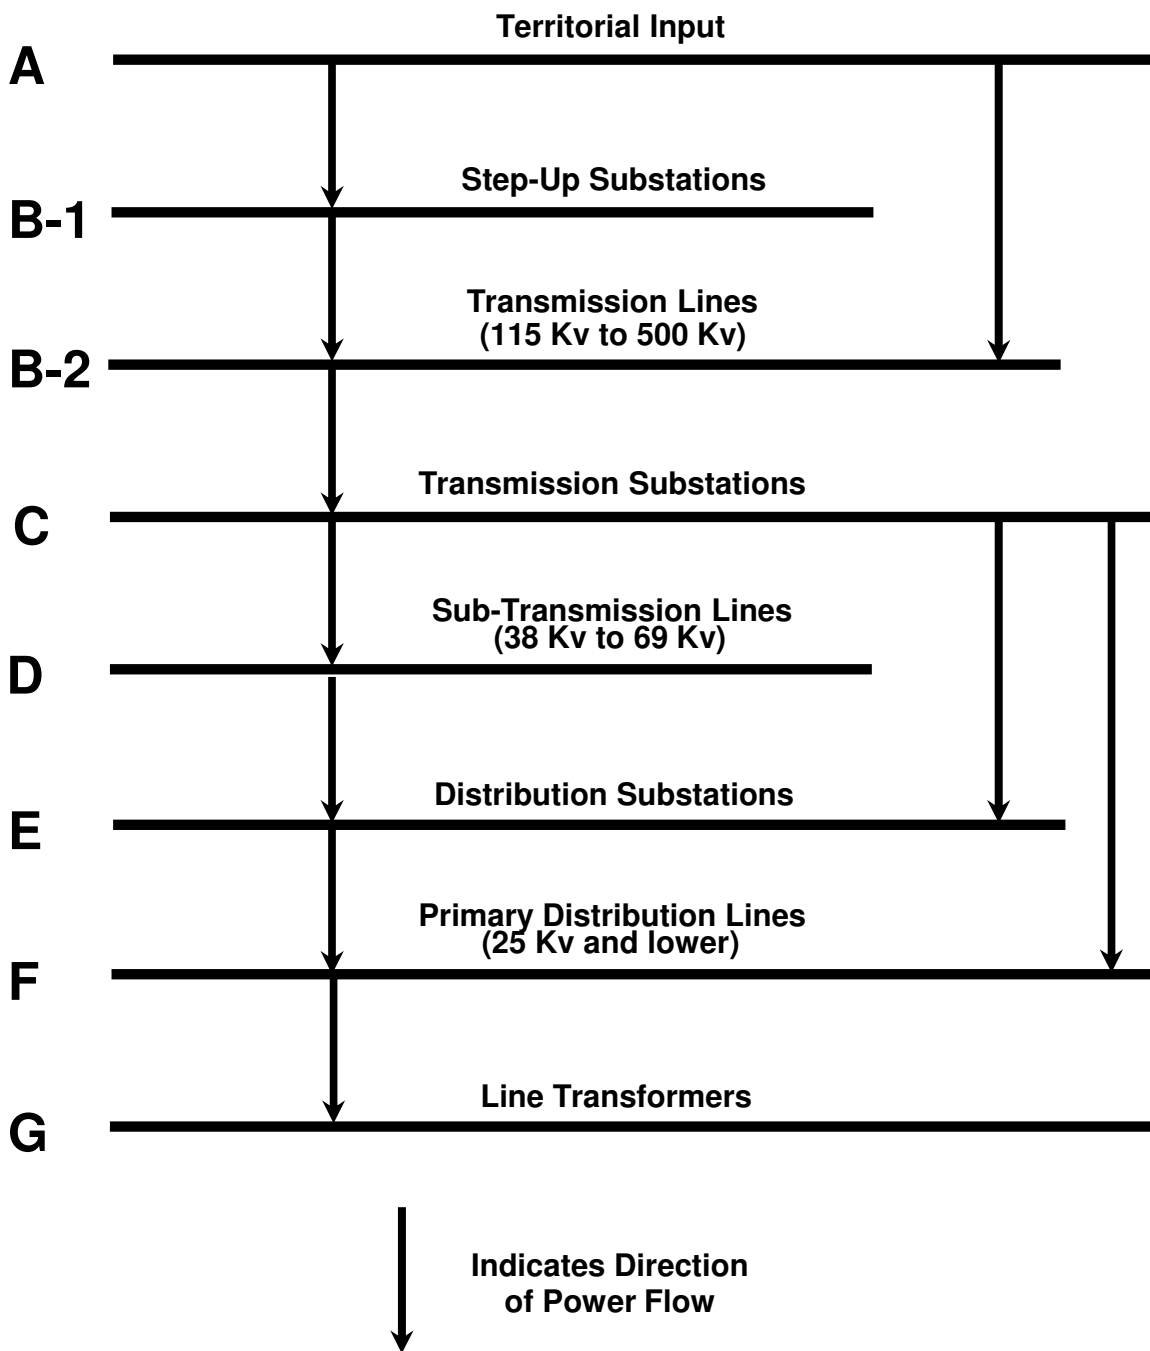 Territorial Input
A
Step-Up Substations
B-1
Transmission Lines
(115 Kv to 500 Kv)
B-2
Transmission Substations
C
Sub-Transmission Lines
(38 Kv to 69 Kv)
D
Distribution Substations
E
Primary Distribution Lines
(25 Kv and lower)
F
Line Transformers
G
Indicates Direction
of Power Flow